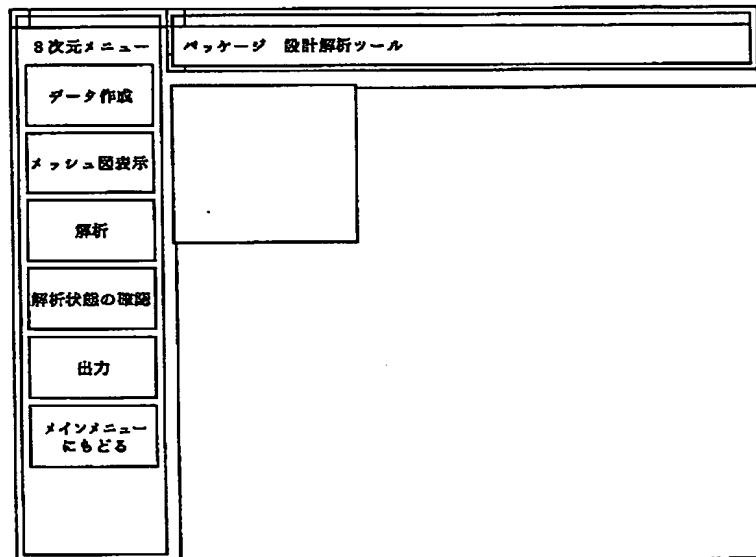 3次元メニュー
パッケージ 設計解析ツール
データ作成
メッシュ図表示
解析
解析状態の確認
出力
メインメニュー
にもどる